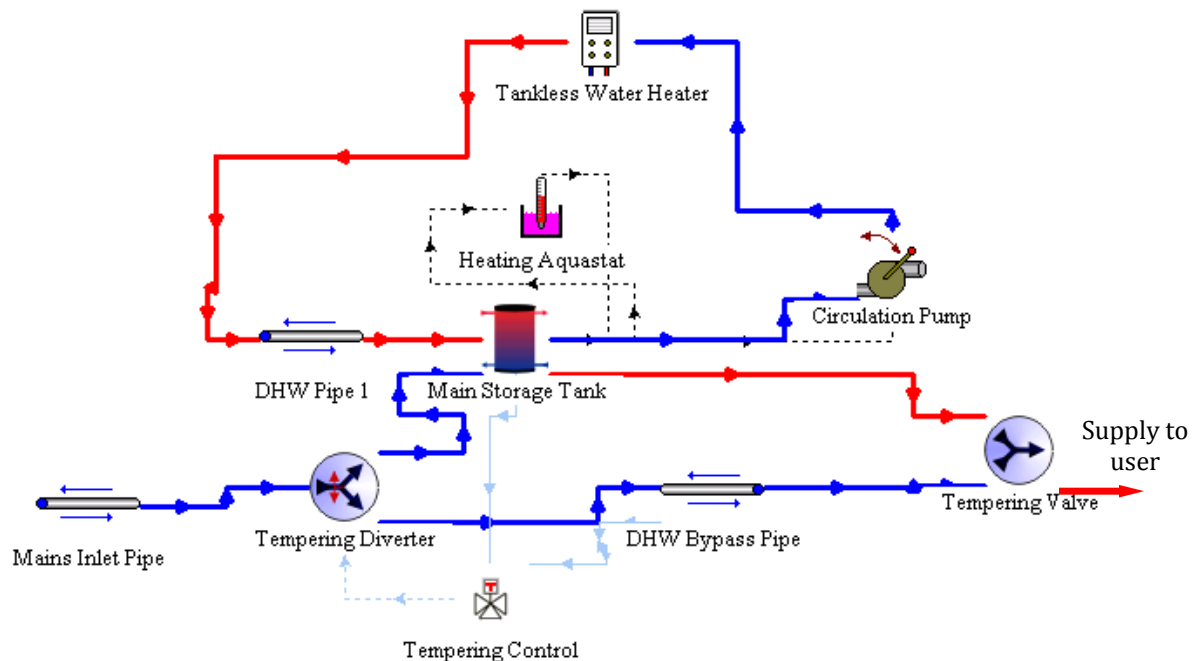 Tankless Water Heater
Heating Aquastat
Circulation Pump
DHW Pipe 1
Main Storage Tank
Supply to
user
Tempering Valve
Mains Inlet Pipe
Tempering Diverter
DHW Bypass Pipe
T
Tempering Control